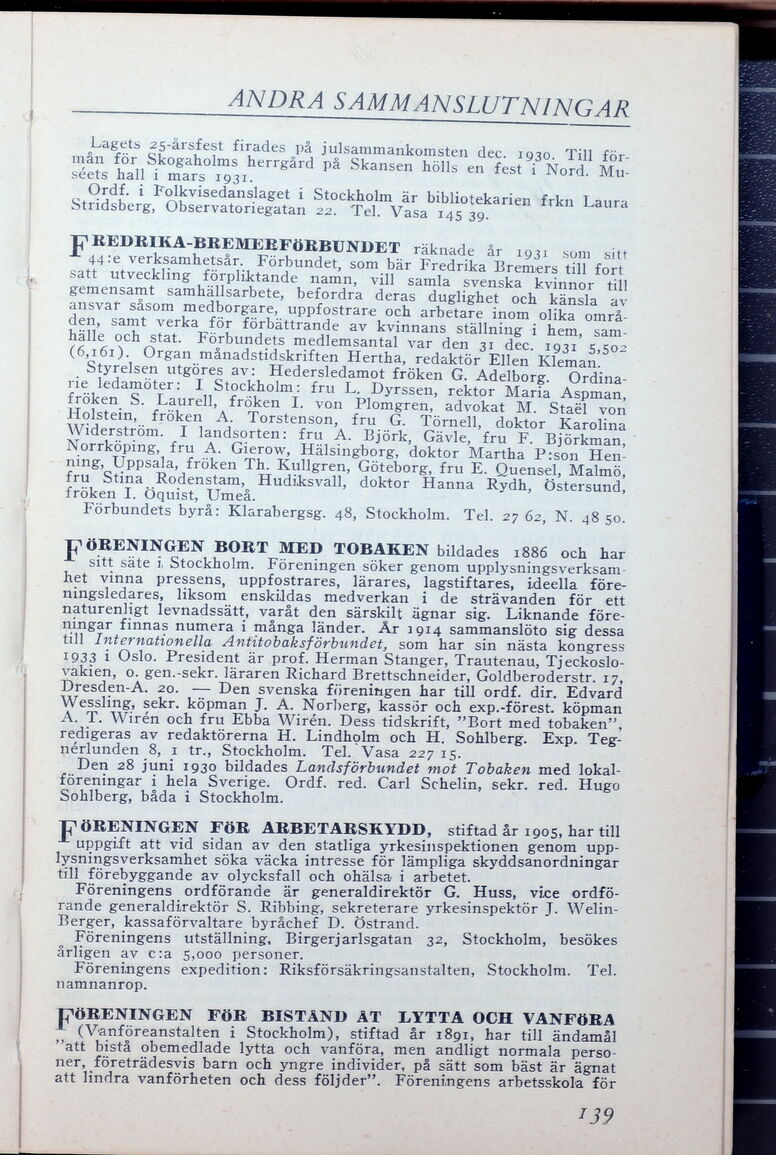 ANDRA SAMMANSLUTNINGAR
Lagets 25-årsfest firades på julsammankomsten dec. 1930. Till för-
mån för Skogaholms herrgård på Skansen hölls en fest i Nord. Mu-
séets hall i mars 1931.
Ordf. i Folkvisedanslaget i Stockholm är bibliotekarien frkn Laura
Stridsberg, Observatoriegatan 22. Tel. Vasa 145 39.
FREDRIKA-BREMERFÖRBUNDET räknade år 1931 som sitt
44:e verksamhetsår. Förbundet, som bär Fredrika Bremers till fort
satt utveckling förpliktande namn, vill samla svenska kvinnor till
gemensamt samhällsarbete, befordra deras duglighet och känsla av
ansvar såsom medborgare, uppfostrare och arbetare inom olika områ-
den, samt verka för förbättrande av kvinnans ställning i hem, sam-
hälle och stat. Förbundets medlemsantal var den 31 dec. 1931 5,502
(6,161). Organ månadstidskriften Hertha, redaktör Ellen Kleman.
Styrelsen utgöres av: Hedersledamot fröken G. Adelborg. Ordina-
rie ledamöter: I Stockholm: fru L. Dyrssen, rektor Maria Aspman,
fröken S. Laurell, fröken I. von Plomgren, advokat M. Staël von
Holstein, fröken A. Torstenson, fru G. Törnell, doktor Karolina
Widerström. I landsorten: fru A. Björk, Gävle, fru F. Björkman,
Norrköping, fru A. Gierow, Hälsingborg, doktor Martha P:son Hen-
ning, Uppsala, fröken Th. Kullgren, Göteborg, fru E. Quensel, Malmö,
fru Stina Rodenstam, Hudiksvall, doktor Hanna Rydh, Östersund,
fröken I. Öquist, Umeå.
Förbundets byrå: Klarabergsg. 48, Stockholm. Tel. 27 62, N. 48 50.
FÖRENINGEN BORT MED TOBAKEN bildades 1886 och har
sitt säte i Stockholm. Föreningen söker genom upplysningsverksam-
het vinna pressens, uppfostrares, lärares, lagstiftares, ideella före-
ningsledares, liksom enskildas medverkan i de strävanden för ett
naturenligt levnadssätt, varåt den särskilt ägnar sig. Liknande före-
ningar finnas numera i många länder. År 1914 sammanslöto sig dessa
till Internationella Antitobaksförbundet, som har sin nästa kongress
1933 i Oslo. President är prof. Herman Stanger, Trautenau, Tjeckoslo-
vakien, o. gen.-sekr. läraren Richard Brettschneider, Goldberoderstr. 17,
Dresden-A. 20. — Den svenska föreningen har till ordf. dir. Edvard
Wessling, sekr. köpman J. A. Norberg, kassör och exp.-förest. köpman
A. T. Wirén och fru Ebba Wirén. Dess tidskrift, ”Bort med tobaken”,
redigeras av redaktörerna H. Lindholm och H. Sohlberg. Exp. Teg-
nérlunden 8, 1 tr., Stockholm. Tel. Vasa 227 15.
Den 28 juni 1930 bildades Landsförbundet mot Tobaken med lokal-
föreningar i hela Sverige. Ordf. red. Carl Schelin, sekr. red. Hugo
Sohlberg, båda i Stockholm.
FÖRENINGEN FÖR ARBETARSKYDD, stiftad år 1905, har till
uppgift att vid sidan av den statliga yrkesinspektionen genom upp-
lysningsverksamhet söka väcka intresse för lämpliga skyddsanordningar
till förebyggande av olycksfall och ohälsa i arbetet.
Föreningens ordförande är generaldirektör G. Huss, vice ordfö-
rande generaldirektör S. Ribbing, sekreterare yrkesinspektör J. Welin-
Berger, kassaförvaltare byråchef D. Östrand.
Föreningens utställning, Birgerjarlsgatan 32, Stockholm, besökes
årligen av c:a 5,000 personer.
Föreningens expedition: Riksförsäkringsanstalten, Stockholm. Tel.
namnanrop.
FÖRENINGEN FÖR BISTÅND ÅT LYTTA OCH VANFÖRA
(Vanföreanstalten i Stockholm), stiftad år 1891, har till ändamål
”att bistå obemedlade lytta och vanföra, men andligt normala perso-
ner, företrädesvis barn och yngre individer, på sätt som bäst är ägnat
att lindra vanförheten och dess följder”. Föreningens arbetsskola för
139